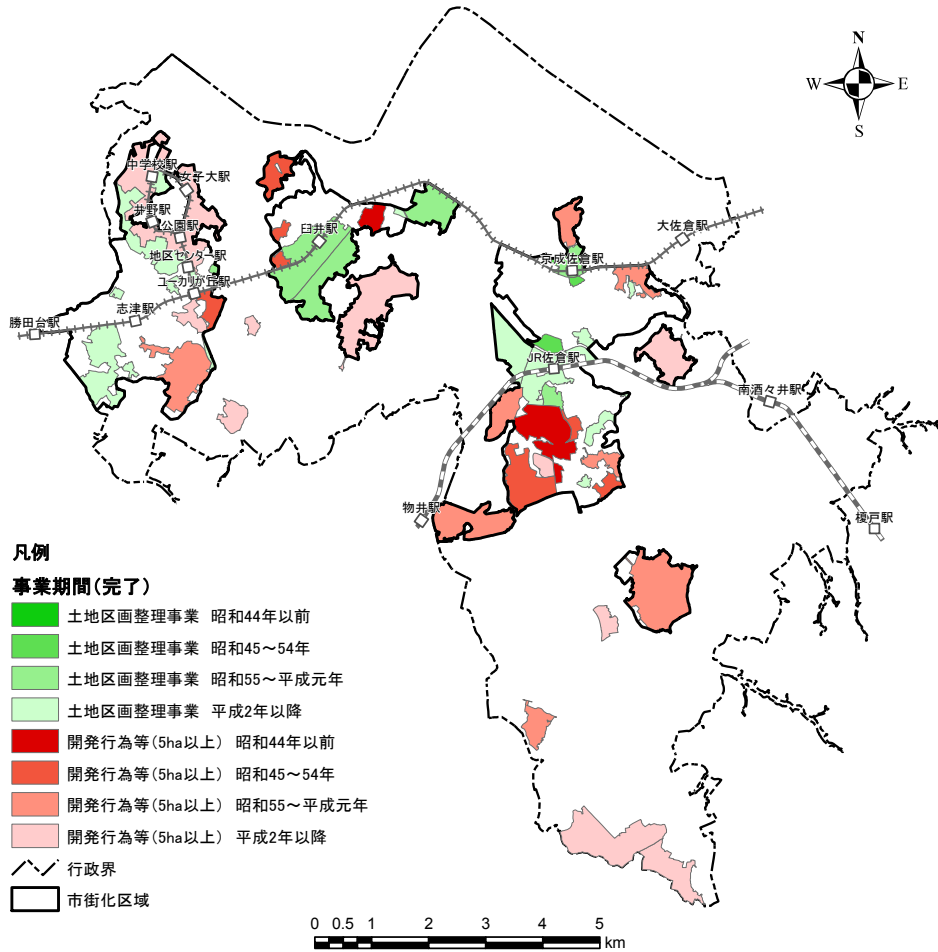 N
W
E
S
中学校駅
女子大駅
井野駅
公園駅
地区センター駅
ユーカリが丘駅
志津駅
勝田台駅
臼井駅
京成佐倉駅
大佐倉駅
JR佐倉駅
南酒々井駅
物井駅
榎戸駅
凡例
事業期間(完了)
土地区画整理事業 昭和44年以前
土地区画整理事業 昭和45～54年
土地区画整理事業 昭和55～平成元年
土地区画整理事業 平成2年以降
開発行為等(5ha以上) 昭和44年以前
開発行為等(5ha以上) 昭和45～54年
開発行為等(5ha以上) 昭和55～平成元年
開発行為等(5ha以上) 平成2年以降
行政界
市街化区域
0 0.5 1 2 3 4 5
km